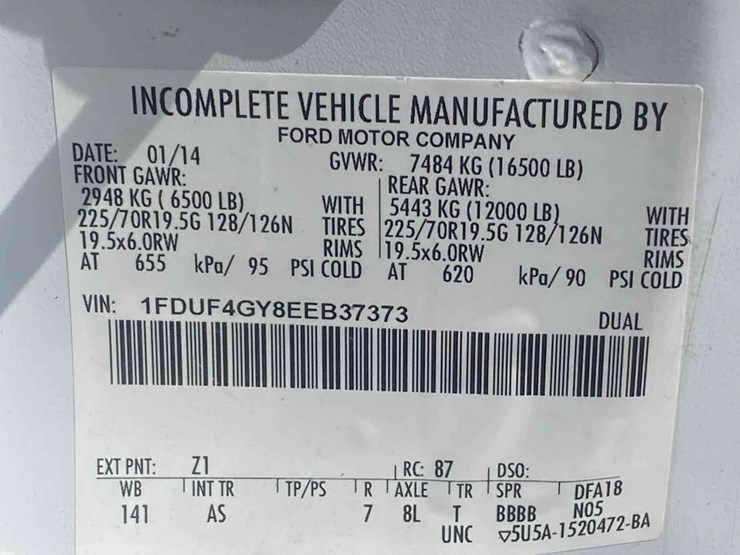 INCOMPLETE VEHICLE MANUFACTURED BY
FORD MOTOR COMPANY
DATE: 01/14
GVWR: 7484 KG (16500 LB)
FRONT GAWR:
2948 KG ( 6500 LB) WITH
225/70R19.5G 128/126N TIRES
19.5x6.0RW RIMS
AT 655 kPa/ 95 PSI COLD
REAR GAWR:
5443 KG (12000 LB) WITH
225/70R19.5G 128/126N TIRES
19.5x6.0RW RIMS
AT 620 kPa/ 90 PSI COLD
VIN: 1FDUF4GY8EEB37373
DUAL
EXT PNT: Z1 RC: 87 DSO:
WB INT TR TP/PS R AXLE TR SPR DFA18
141 AS 7 8L T BBBB N05
UNC ▽5U5A-1520472-BA